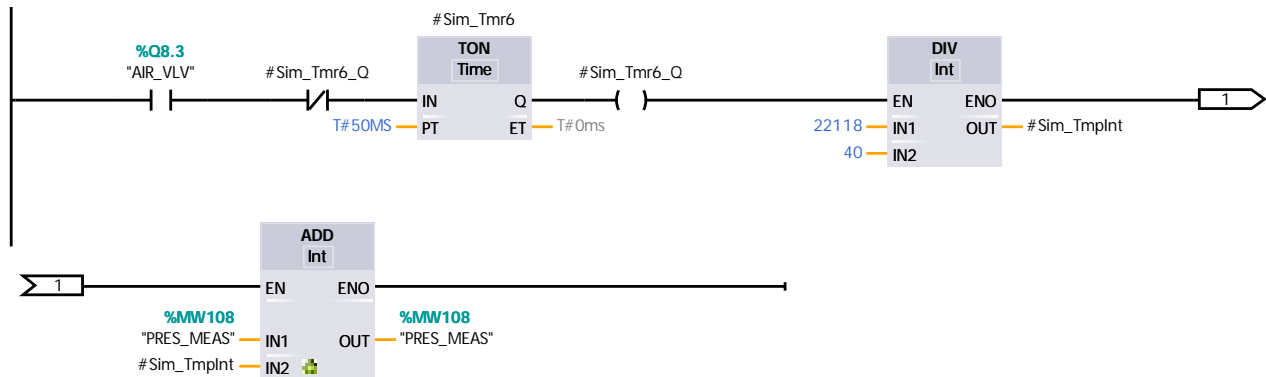 #Sim_Tmr6
%Q8.3
"AIR_VLV"
#Sim_Tmr6_Q
TON
Time
#Sim_Tmr6_Q
DIV
Int
IN
Q
EN
ENO
1
T#50MS
PT
ET
T#0ms
22118
IN1
OUT
#Sim_TmpInt
40
IN2
ADD
Int
1
EN
ENO
%MW108
"PRES_MEAS"
IN1
OUT
%MW108
"PRES_MEAS"
#Sim_TmpInt
IN2